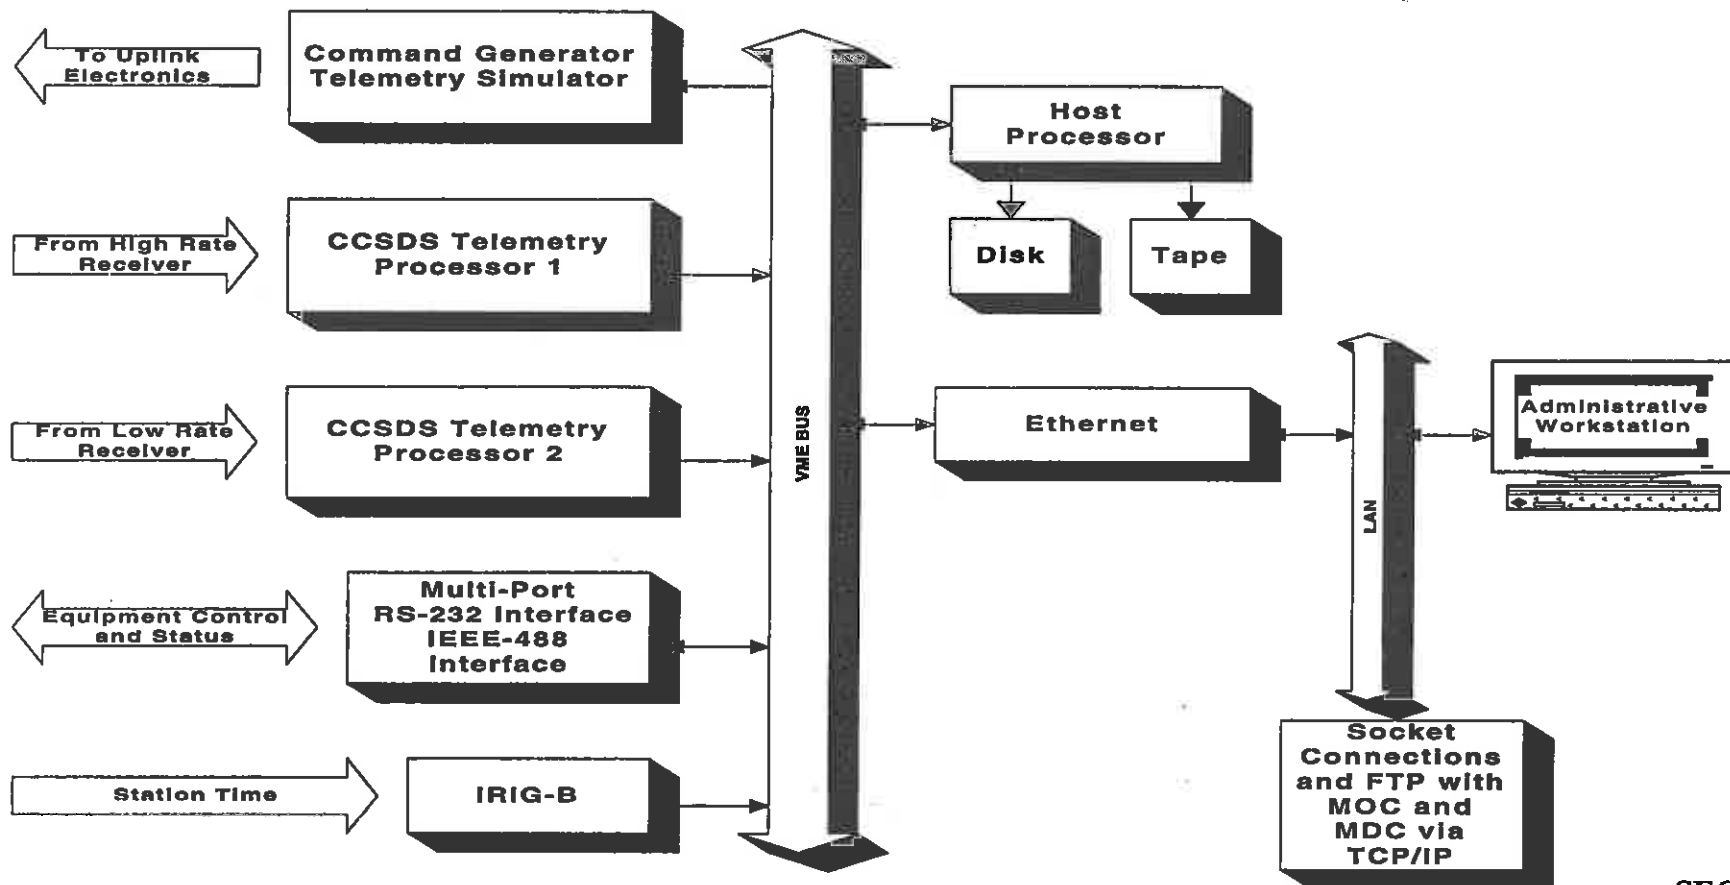 To Uplink
Electronics
Command Generator
Telemetry Simulator
Host
Processor
From High Rate
Receiver
CCSDS Telemetry
Processor 1
Disk
Tape
From Low Rate
Receiver
CCSDS Telemetry
Processor 2
VME BUS
Ethernet
LAN
Administrative
Workstation
Equipment Control
and Status
Multi-Port
RS-232 Interface
IEEE-488
Interface
Station Time
IRIG-B
Socket
Connections
and FTP with
MOC and
MDC via
TCP/IP